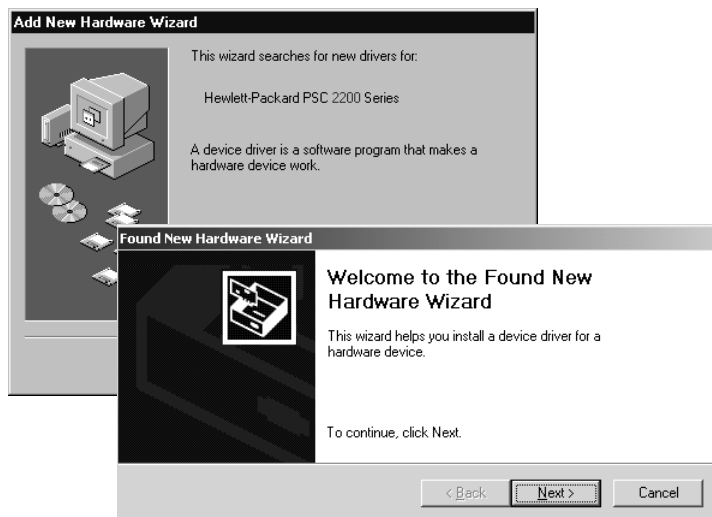 Add New Hardware Wizard
This wizard searches for new drivers for:
Hewlett-Packard PSC 2200 Series
A device driver is a software program that makes a
hardware device work.
Found New Hardware Wizard
Welcome to the Found New
Hardware Wizard
This wizard helps you install a device driver for a
hardware device.
To continue, click Next.
< Back
Next >
Cancel